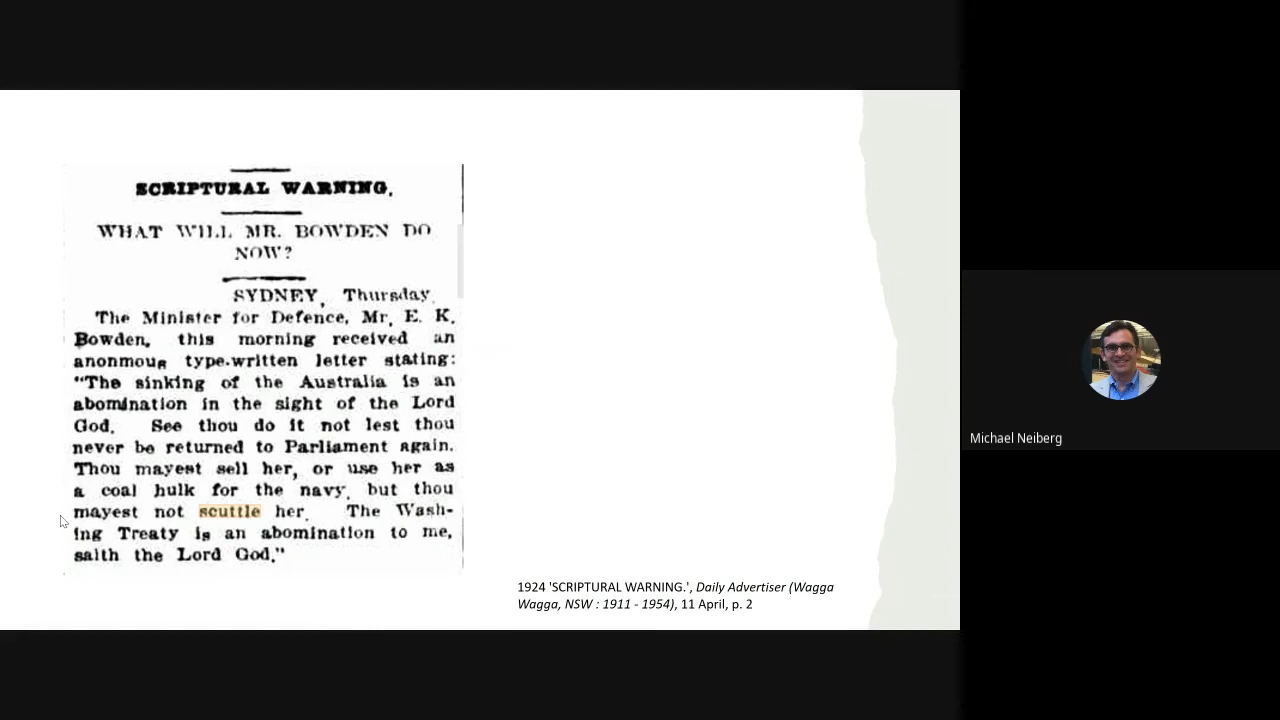 SCRIPTURAL WARNING.
WHAT WILL MR. BOWDEN DO
NOW?
SYDNEY, Thursday.
The Minister for Defence, Mr, E. K.
Bowden, this morning received an
anonmous type-written letter stating:
"The sinking of the Australia is an
abomination in the sight of the Lord
God. See thou do it not lest thou
never be returned to Parliament again.
Thou mayest sell her, or use her as
a coal hulk for the navy, but thou
mayest not scuttle her. The Wash-
ing Treaty is an abomination to me,
saith the Lord God."
1924 'SCRIPTURAL WARNING.', Daily Advertiser (Wagga
Wagga, NSW : 1911 - 1954), 11 April, p. 2
Michael Neiberg